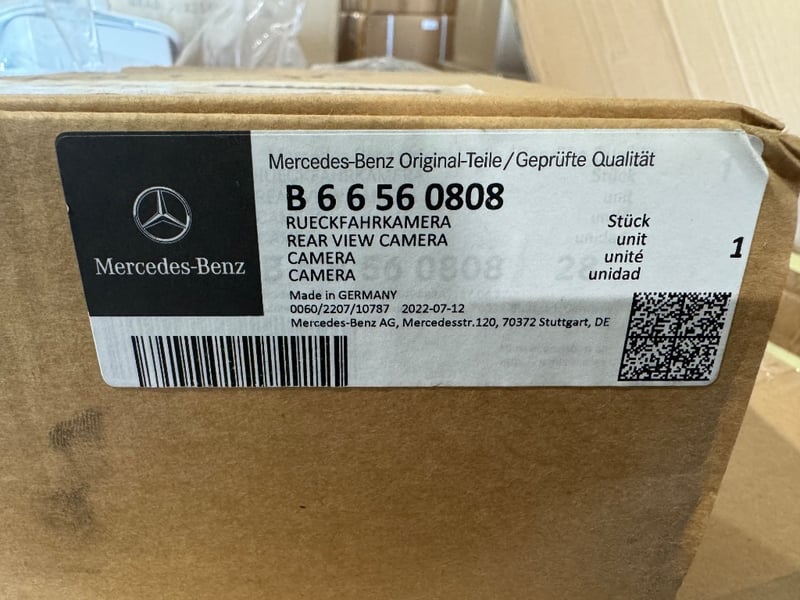 Mercedes-Benz
Mercedes-Benz Original-Teile/Geprüfte Qualität
B 6 6 56 0808
RUECKFAHRKAMERA Stück
REAR VIEW CAMERA unit
CAMERA unité
CAMERA unidad
1
Made in GERMANY
0060/2207/10787 2022-07-12
Mercedes-Benz AG, Mercedesstr.120, 70372 Stuttgart, DE